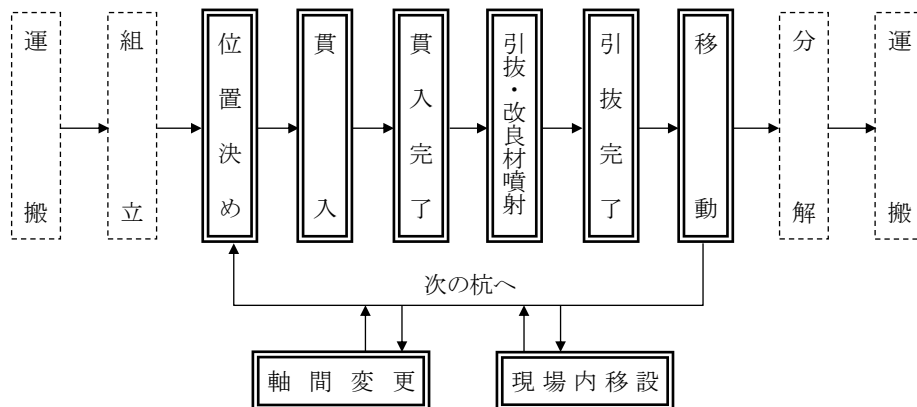 運搬
組立
位置決め
貫入
貫入完了
引抜・改良材噴射
引抜完了
移動
分解
運搬
次の杭へ
軸間変更
現場内移設